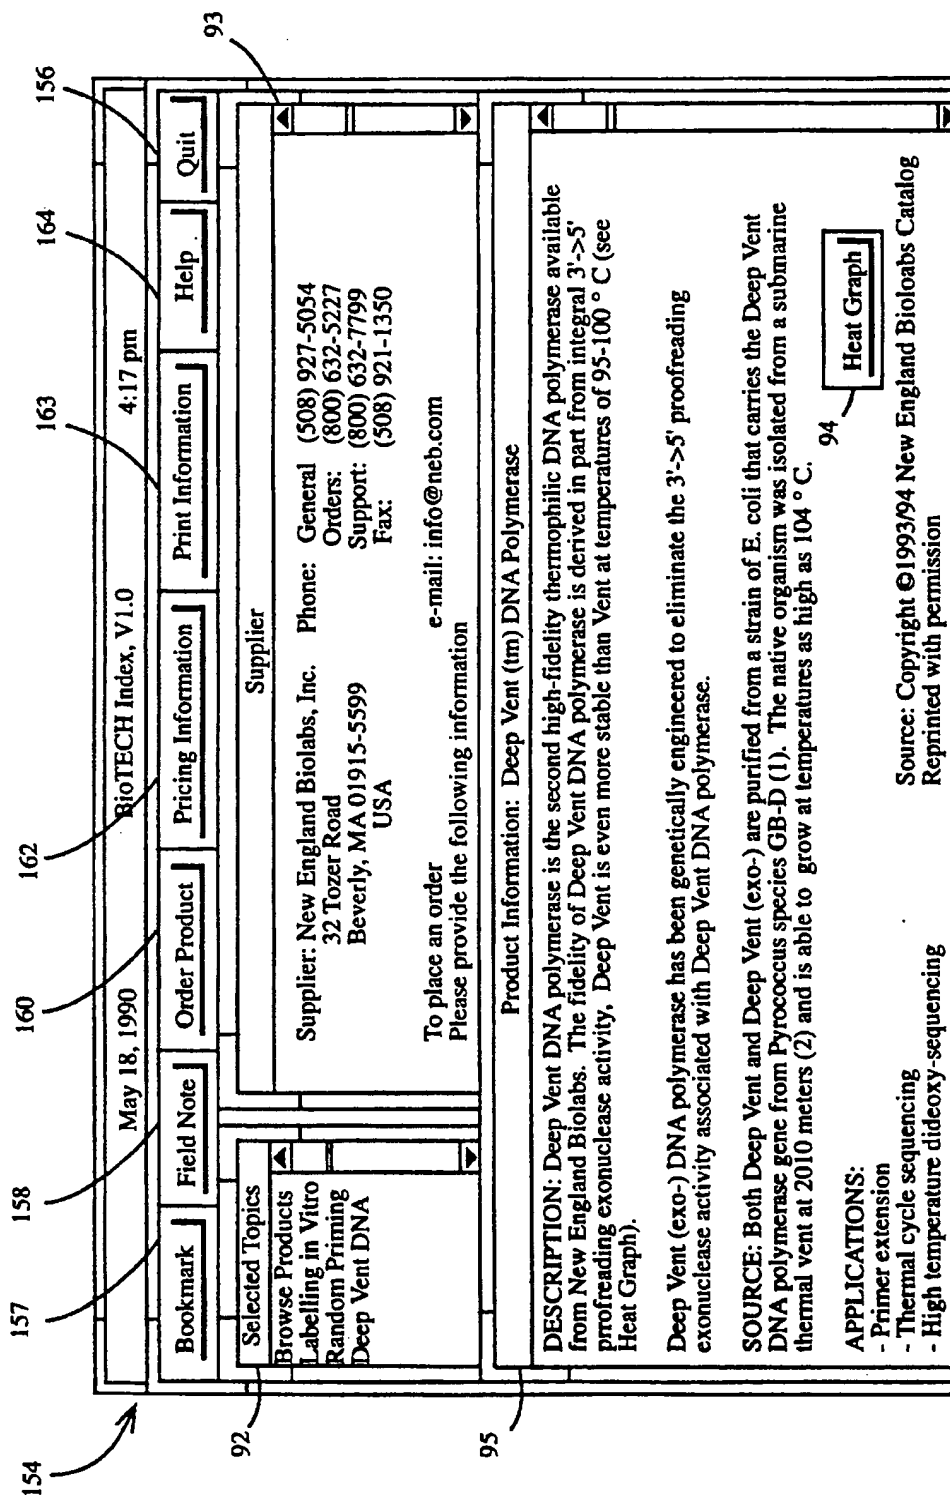 154
157
158
160
162
163
164
156
May 18, 1990 BioTECH Index, V1.0 4:17 pm
Bookmark Field Note Order Product Pricing Information Print Information Help Quit
93
92
Selected Topics
Browse Products
Labelling in Vitro
Random Priming
Deep Vent DNA
Supplier
Supplier: New England Biolabs, Inc. Phone: General (508) 927-5054
32 Tozer Road Orders: (800) 632-5227
Beverly, MA 01915-5599 Support: (800) 632-7799
USA Fax: (508) 921-1350
To place an order e-mail: info@neb.com
Please provide the following information
95
Product Information: Deep Vent (tm) DNA Polymerase
DESCRIPTION: Deep Vent DNA polymerase is the second high-fidelity thermophilic DNA polymerase available
from New England Biolabs. The fidelity of Deep Vent DNA polymerase is derived in part from integral 3'->5'
proofreading exonuclease activity, Deep Vent is even more stable than Vent at temperatures of 95-100 ° C (see
Heat Graph).
Deep Vent (exo-) DNA polymerase has been genetically engineered to eliminate the 3'->5' proofreading
exonuclease activity associated with Deep Vent DNA polymerase.
SOURCE: Both Deep Vent and Deep Vent (exo-) are purified from a strain of E. coli that carries the Deep Vent
DNA polymerase gene from Pyrococcus species GB-D (1). The native organism was isolated from a submarine
thermal vent at 2010 meters (2) and is able to grow at temperatures as high as 104 ° C.
94
Heat Graph
APPLICATIONS:
- Primer extension
- Thermal cycle sequencing
- High temperature dideoxy-sequencing
Source: Copyright ©1993/94 New England Bioloabs Catalog
Reprinted with permission